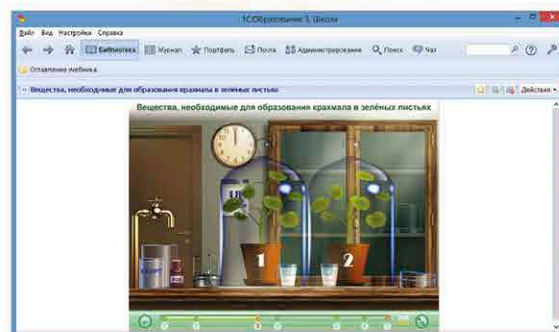 1С:Образование 5. Школа
Файл Вид Настройки Справка
Библиотека Журнал Портфель Почта Администрирование Поиск Чат
Оглавление учебника
Вещества, необходимые для образования крахмала в зелёных листьях Действия
Вещества, необходимые для образования крахмала в зелёных листьях
1 2